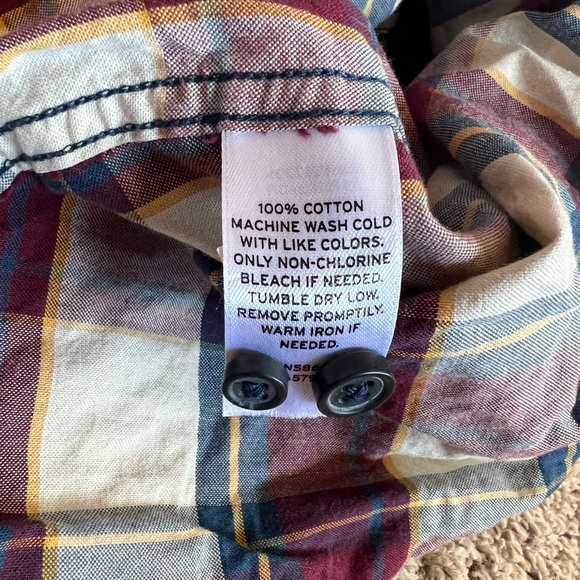 100% COTTON
MACHINE WASH COLD
WITH LIKE COLORS.
ONLY NON-CHLORINE
BLEACH IF NEEDED.
TUMBLE DRY LOW.
REMOVE PROMPTLY.
WARM IRON IF
NEEDED.